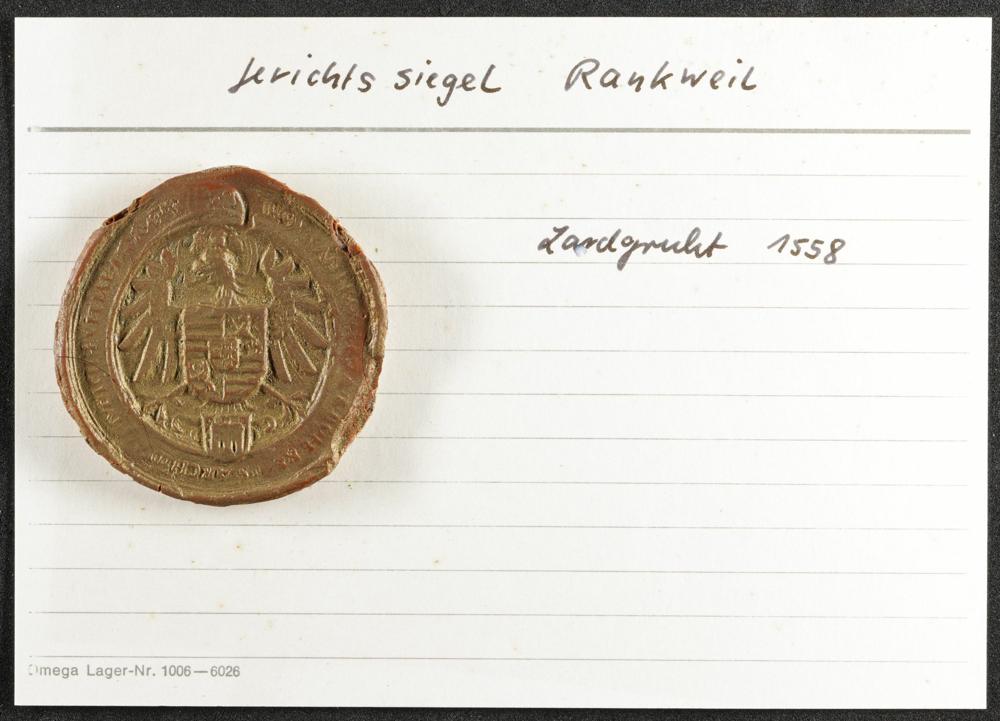 Gerichts siegel Rankweil
Landgericht 1558
Omega Lager-Nr. 1006—6026